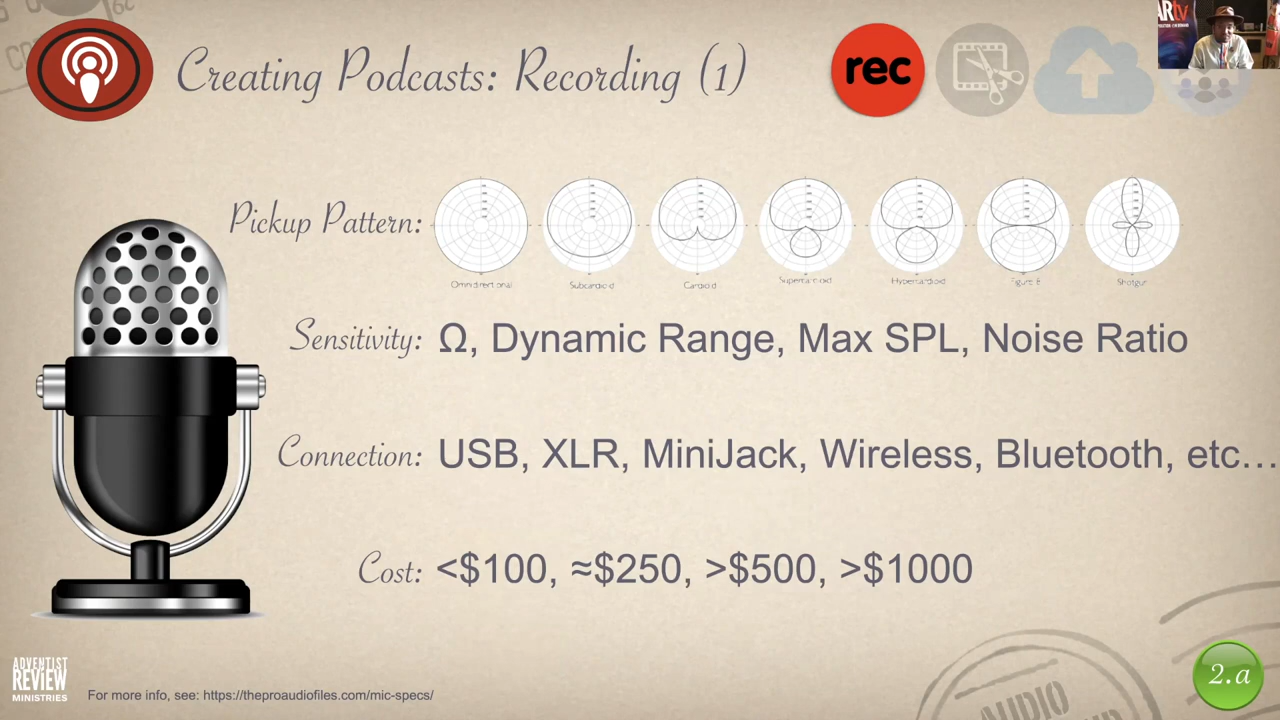 Creating Podcasts: Recording (1)
rec
ARtv
Pickup Pattern:
Omnidirectional Subcardioid Cardioid Supercardioid Hypercardioid Figure 8 Shotgun
Sensitivity: Ω, Dynamic Range, Max SPL, Noise Ratio
Connection: USB, XLR, MiniJack, Wireless, Bluetooth, etc…
Cost: <$100, ≈$250, >$500, >$1000
ADVENTIST
REVIEW
MINISTRIES
For more info, see: https://theproaudiofiles.com/mic-specs/
AUDIO
2.a